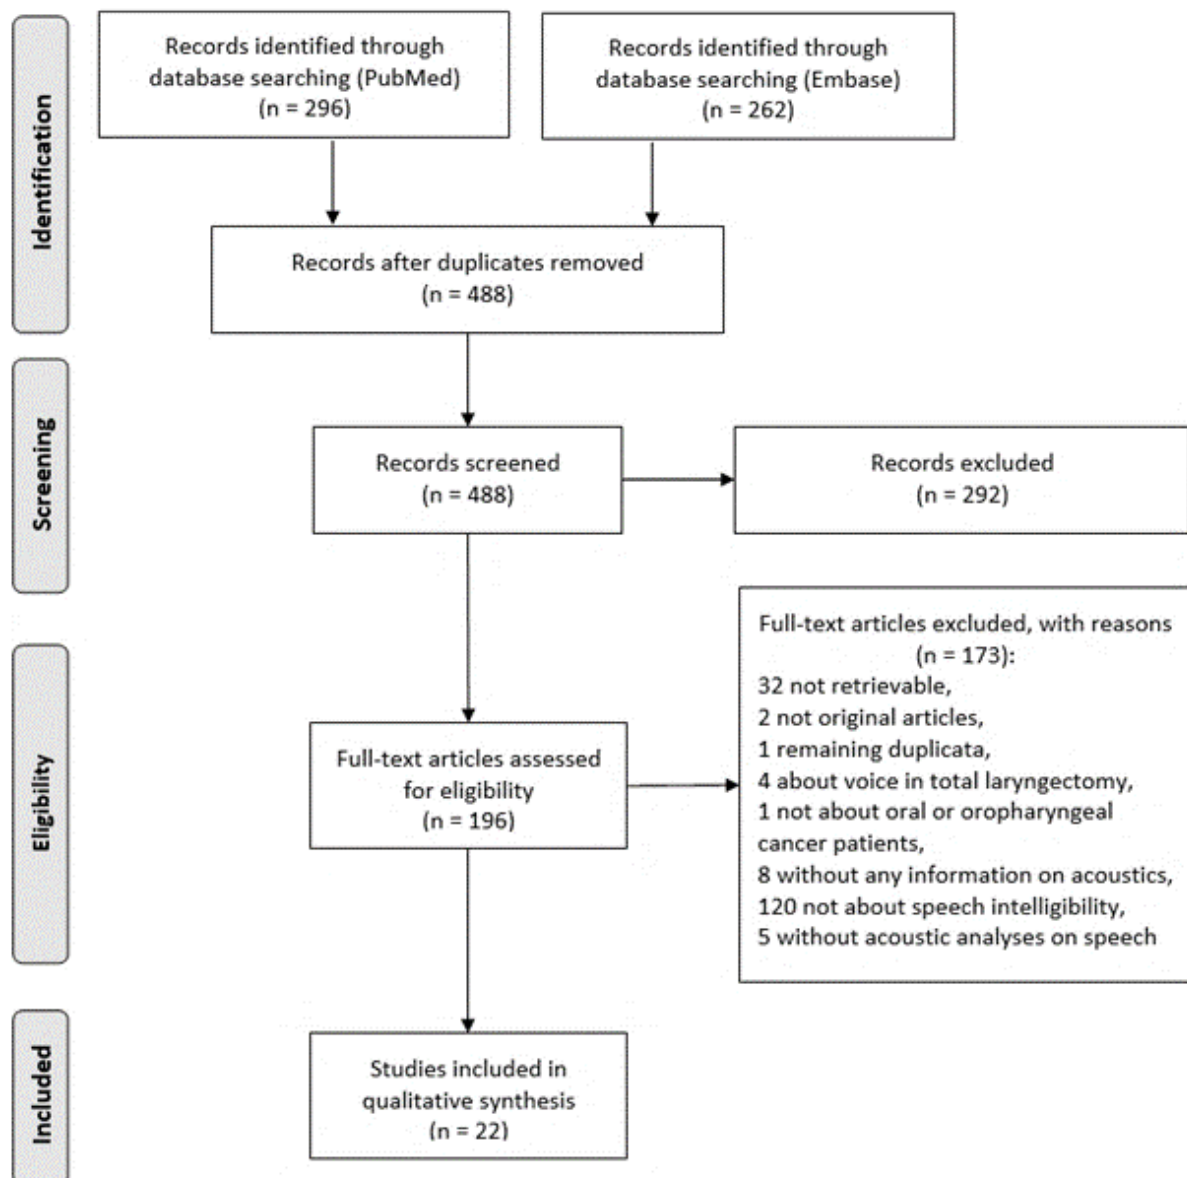 Identification
Records identified through
database searching (PubMed)
(n = 296)
Records identified through
database searching (Embase)
(n = 262)
Records after duplicates removed
(n = 488)
Screening
Records screened
(n = 488)
Records excluded
(n = 292)
Eligibility
Full-text articles assessed
for eligibility
(n = 196)
Full-text articles excluded, with reasons
(n = 173):
32 not retrievable,
2 not original articles,
1 remaining duplicata,
4 about voice in total laryngectomy,
1 not about oral or oropharyngeal
cancer patients,
8 without any information on acoustics,
120 not about speech intelligibility,
5 without acoustic analyses on speech
Included
Studies included in
qualitative synthesis
(n = 22)